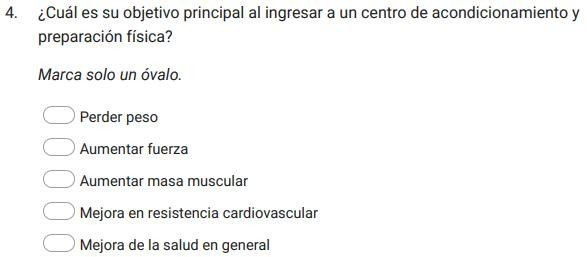 4. ¿Cuál es su objetivo principal al ingresar a un centro de acondicionamiento y
preparación física?
Marca solo un óvalo.
Perder peso
Aumentar fuerza
Aumentar masa muscular
Mejora en resistencia cardiovascular
Mejora de la salud en general